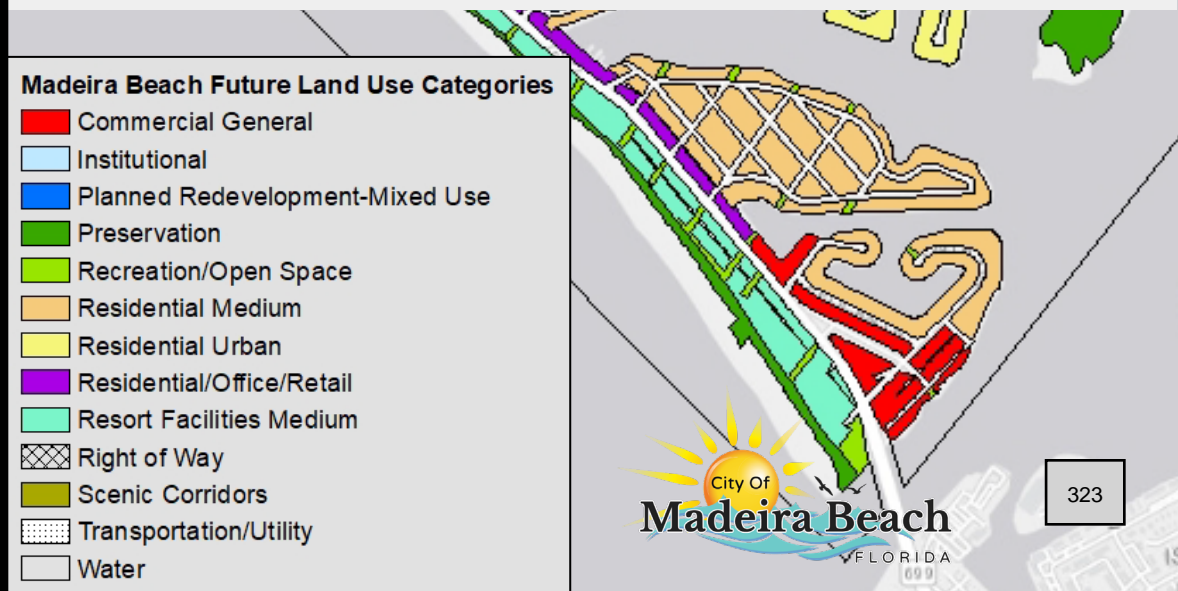 Madeira Beach Future Land Use Categories
Commercial General
Institutional
Planned Redevelopment-Mixed Use
Preservation
Recreation/Open Space
Residential Medium
Residential Urban
Residential/Office/Retail
Resort Facilities Medium
Right of Way
Scenic Corridors
Transportation/Utility
Water
City Of
Madeira Beach
FLORIDA
699
323